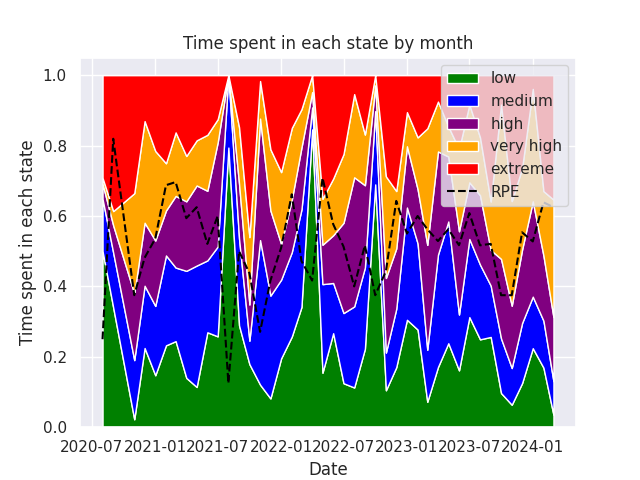 Time spent in each state by month
1.0
0.8
0.6
0.4
0.2
0.0
Time spent in each state
low
medium
high
very high
extreme
RPE
2020-07 2021-01 2021-07 2022-01 2022-07 2023-01 2023-07 2024-01
Date